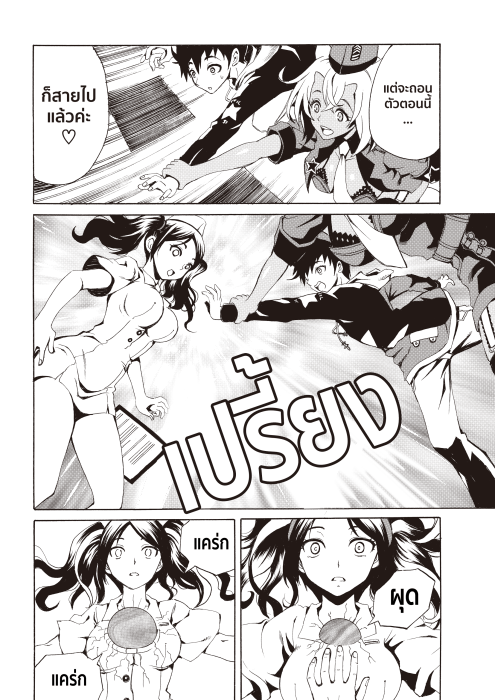 แต่จะถอน
ตัวตอนนี้
...
ก็สายไป
แล้วค่ะ
♡
เปรี้ยง
แคร่ก
แคร่ก
ผุด